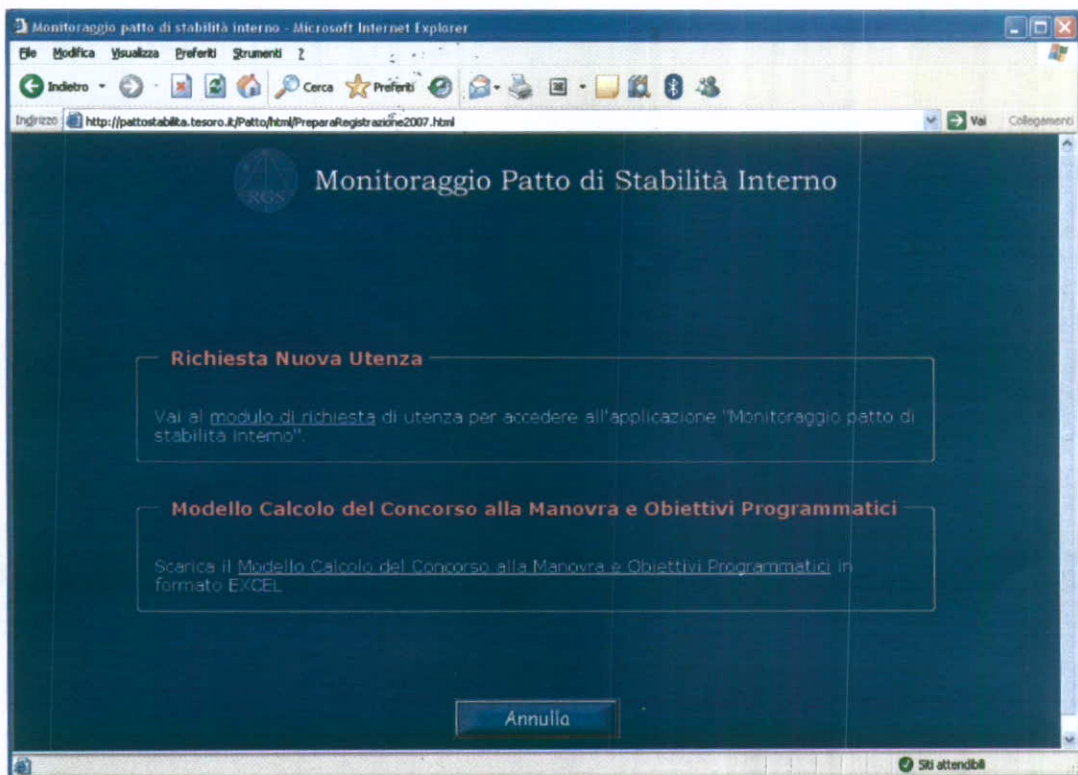 Monitoraggio patto di stabilità interno - Microsoft Internet Explorer
File Modifica Visualizza Preferiti Strumenti ?
Indietro Cerca Preferiti
Indirizzo http://pattostabilita.tesoro.it/Patto/html/PreparaRegistrazione2007.html Vai Collegamenti
RGS Monitoraggio Patto di Stabilità Interno
Richiesta Nuova Utenza
Vai al modulo di richiesta di utenza per accedere all'applicazione "Monitoraggio patto di
stabilità interno".
Modello Calcolo del Concorso alla Manovra e Obiettivi Programmatici
Scarica il Modello Calcolo del Concorso alla Manovra e Obiettivi Programmatici in
formato EXCEL
Annulla
Siti attendibili